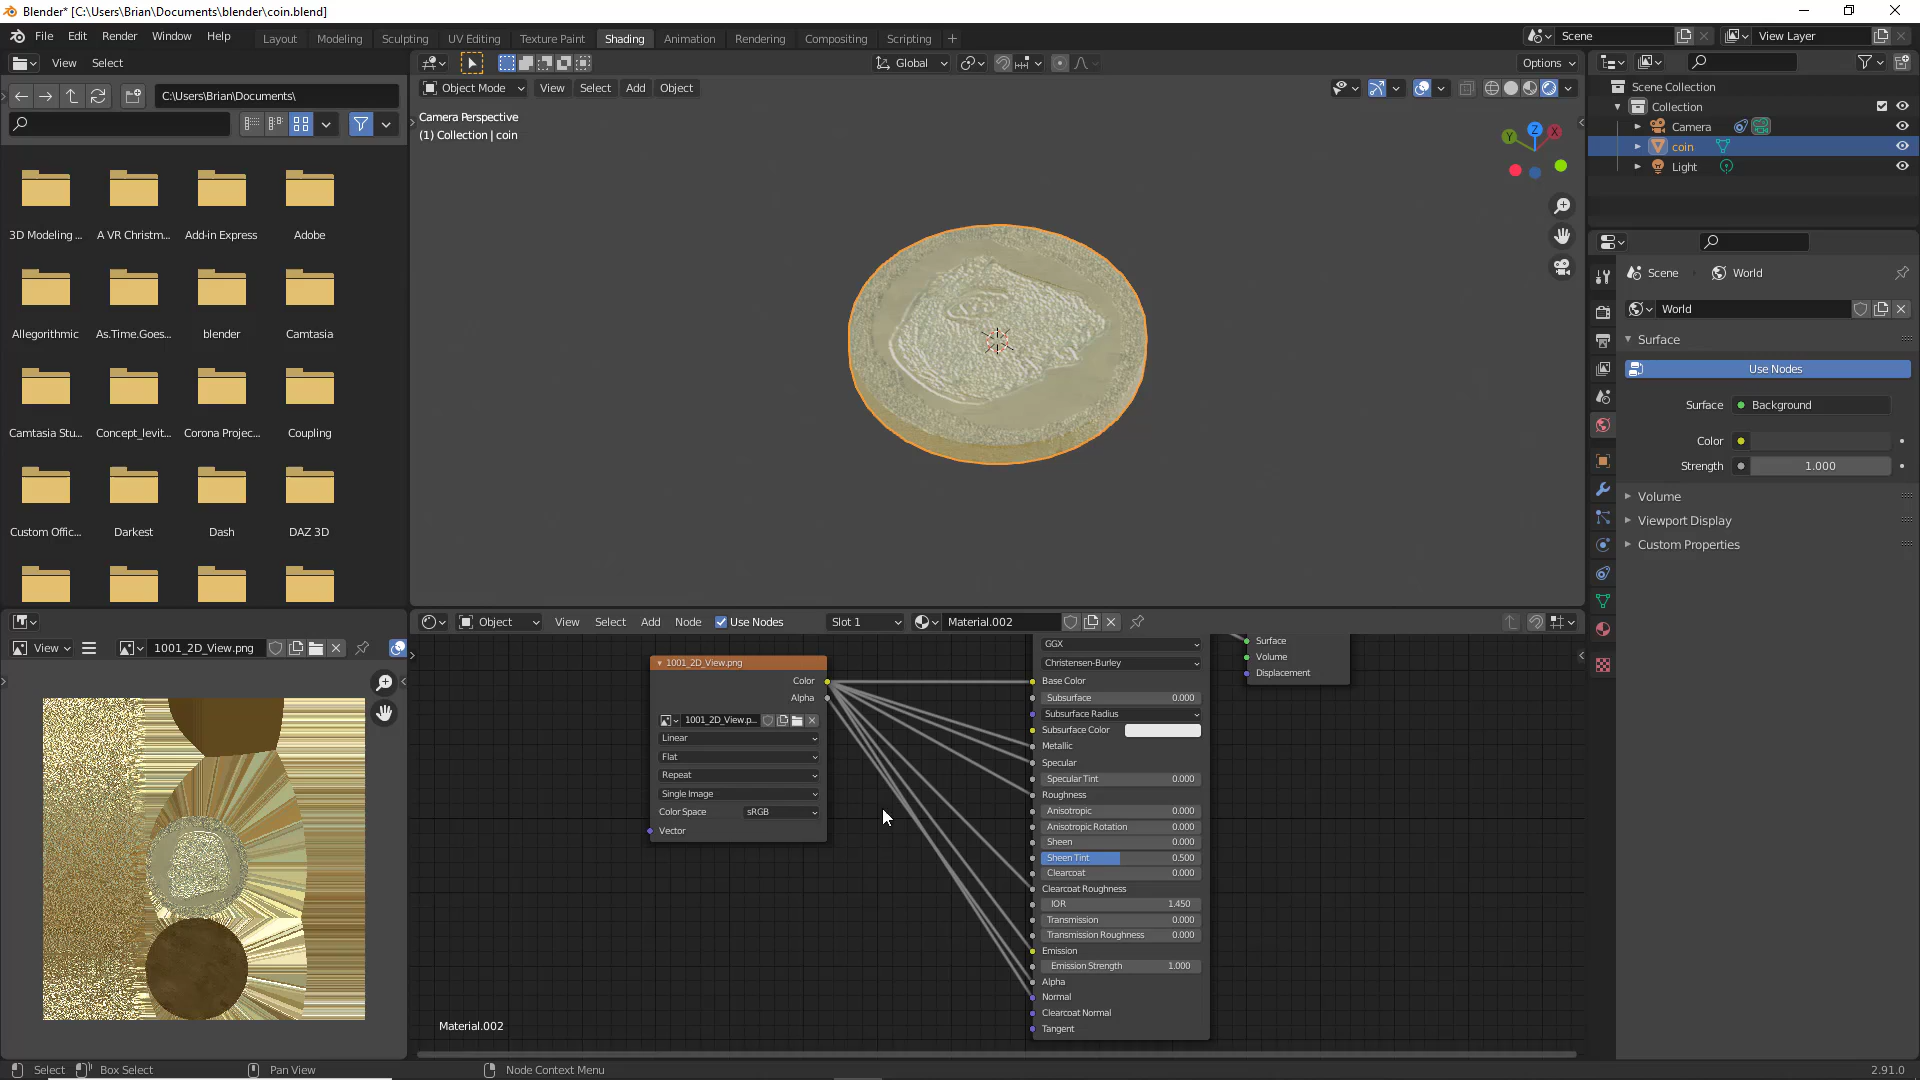 Blender* [C:\Users\Brian\Documents\blender\coin.blend]
File Edit Render Window Help
Layout Modeling Sculpting UV Editing Texture Paint Shading Animation Rendering Compositing Scripting
Scene
View Layer
View Select
Global
Options
C:\Users\Brian\Documents\
Object Mode View Select Add Object
Camera Perspective
(1) Collection | coin
Y Z X
3D Modeling ... A VR Christm... Add-in Express Adobe
Allegorithmic As.Time.Goes... blender Camtasia
Camtasia Stu... Concept_levit... Corona Projec... Coupling
Custom Offic... Darkest Dash DAZ 3D
Scene Collection
Collection
Camera
coin
Light
Scene World
World
Surface
Use Nodes
Surface Background
Color
Strength 1.000
Volume
Viewport Display
Custom Properties
View 1001_2D_View.png
Object View Select Add Node Use Nodes Slot 1 Material.002
1001_2D_View.png
Color
Alpha
1001_2D_View.p...
Linear
Flat
Repeat
Single Image
Color Space sRGB
Vector
GGX
Christensen-Burley
Base Color
Subsurface 0.000
Subsurface Radius
Subsurface Color
Metallic
Specular
Specular Tint 0.000
Roughness
Anisotropic 0.000
Anisotropic Rotation 0.000
Sheen 0.000
Sheen Tint 0.500
Clearcoat 0.000
Clearcoat Roughness
IOR 1.450
Transmission 0.000
Transmission Roughness 0.000
Emission
Emission Strength 1.000
Alpha
Normal
Clearcoat Normal
Tangent
Surface
Volume
Displacement
Material.002
Select Box Select Pan View Node Context Menu 2.91.0